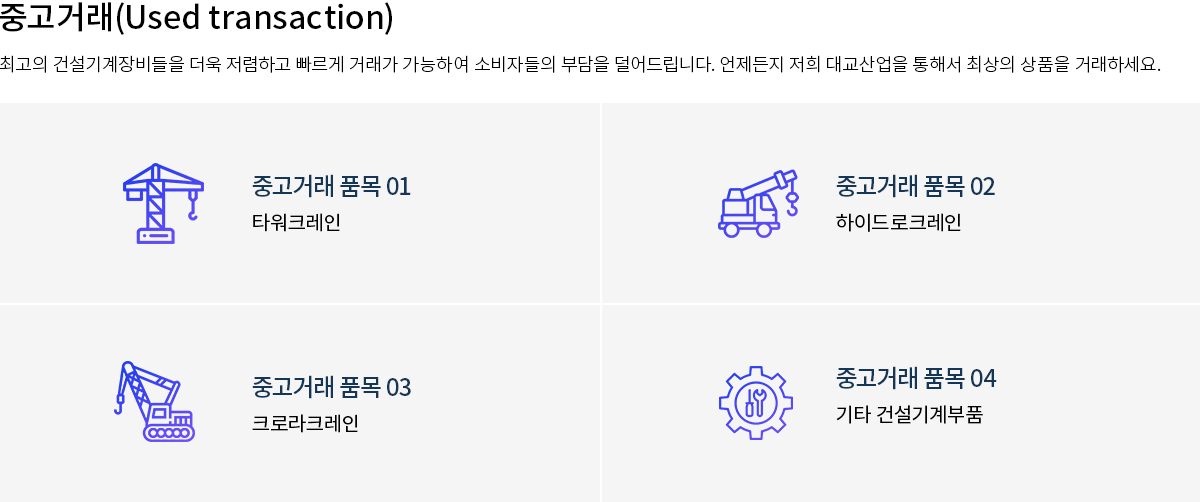 중고거래(Used transaction)
최고의 건설기계장비들을 더욱 저렴하고 빠르게 거래가 가능하여 소비자들의 부담을 덜어드립니다. 언제든지 저희 대교산업을 통해서 최상의 상품을 거래하세요.
중고거래 품목 01
타워크레인
중고거래 품목 02
하이드로크레인
중고거래 품목 03
크로라크레인
중고거래 품목 04
기타 건설기계부품